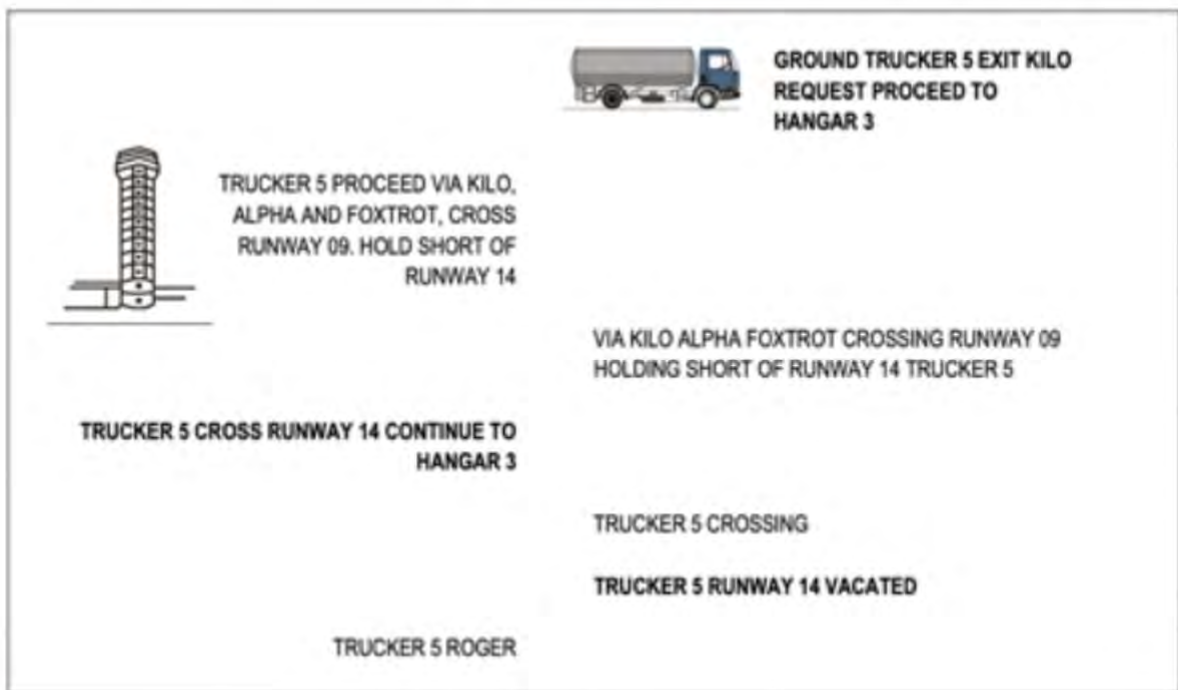 GROUND TRUCKER 5 EXIT KILO
REQUEST PROCEED TO
HANGAR 3
TRUCKER 5 PROCEED VIA KILO,
ALPHA AND FOXTROT, CROSS
RUNWAY 09. HOLD SHORT OF
RUNWAY 14
VIA KILO ALPHA FOXTROT CROSSING RUNWAY 09
HOLDING SHORT OF RUNWAY 14 TRUCKER 5
TRUCKER 5 CROSS RUNWAY 14 CONTINUE TO
HANGAR 3
TRUCKER 5 CROSSING
TRUCKER 5 RUNWAY 14 VACATED
TRUCKER 5 ROGER